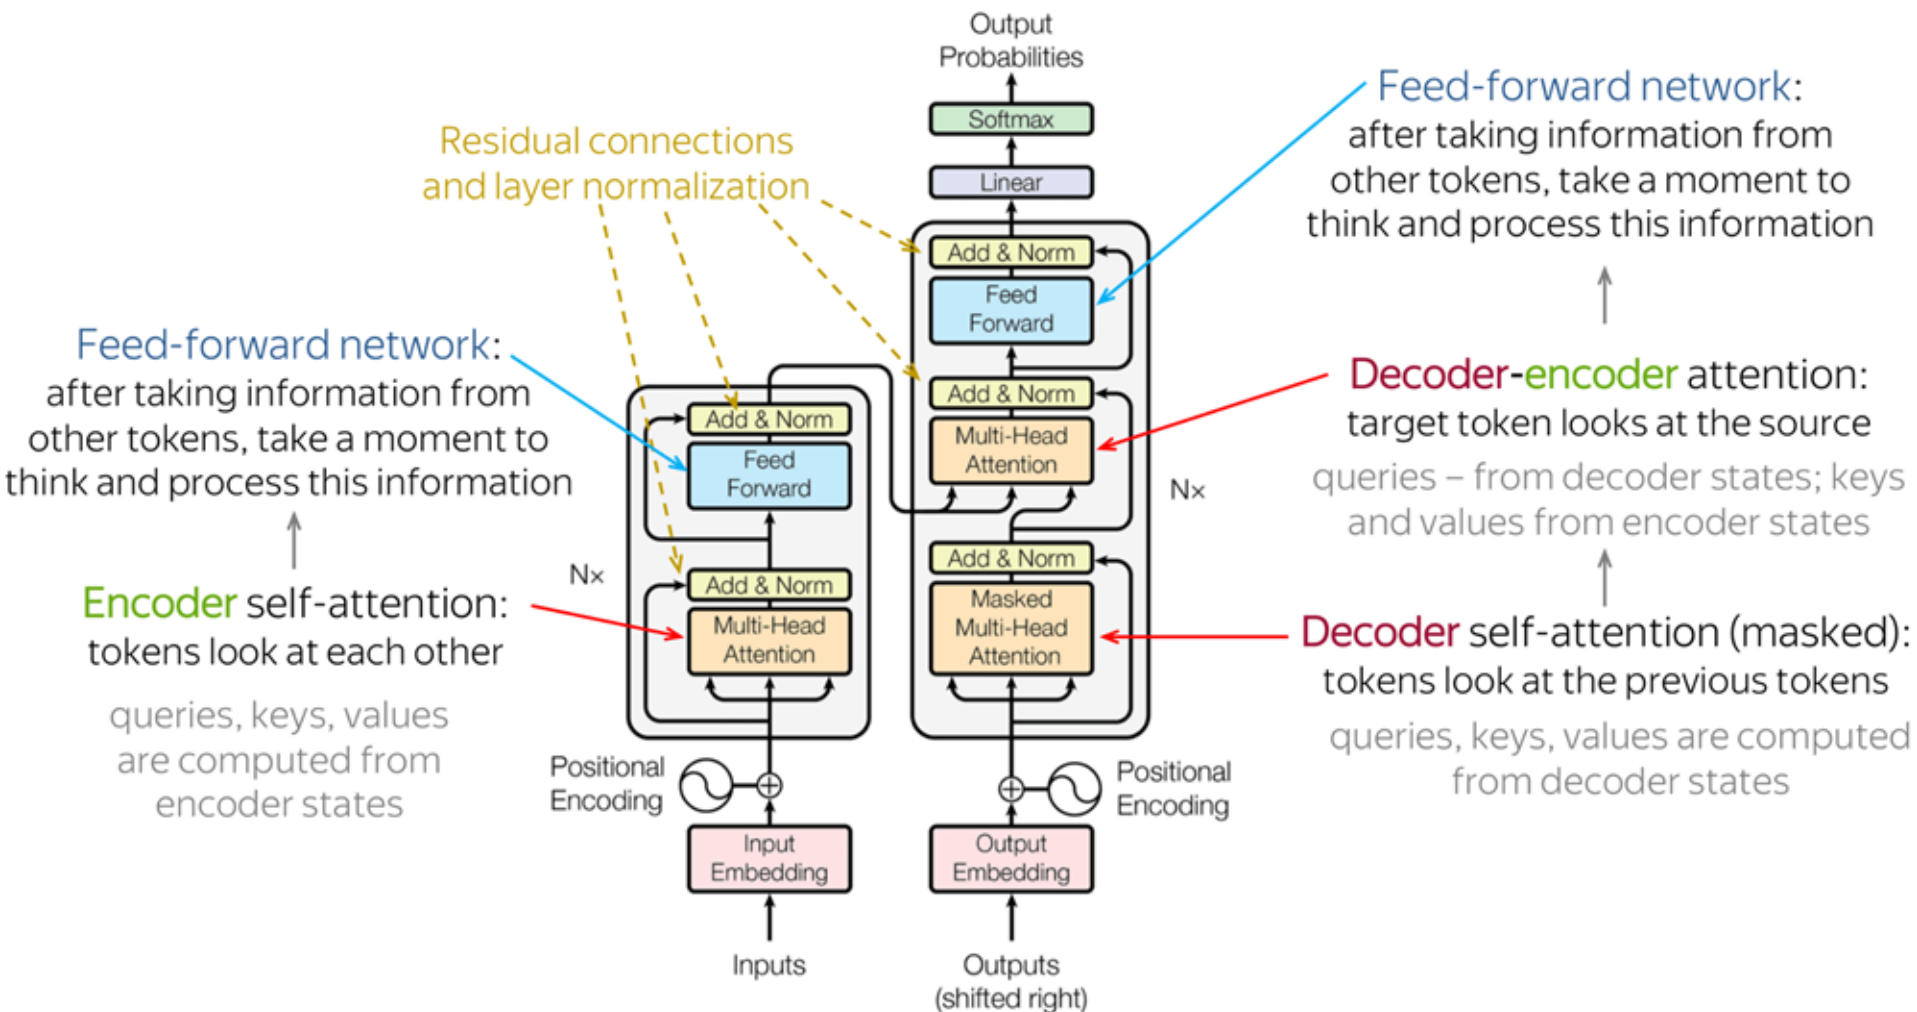 Output
Probabilities
Softmax
Linear
Add & Norm
Feed
Forward
Add & Norm
Multi-Head
Attention
Nx
Add & Norm
Masked
Multi-Head
Attention
Positional
Encoding
Output
Embedding
Outputs
(shifted right)
Residual connections
and layer normalization
Add & Norm
Feed
Forward
Nx
Add & Norm
Multi-Head
Attention
Positional
Encoding
Input
Embedding
Inputs
Feed-forward network:
after taking information from
other tokens, take a moment to
think and process this information
Encoder self-attention:
tokens look at each other
queries, keys, values
are computed from
encoder states
Feed-forward network:
after taking information from
other tokens, take a moment to
think and process this information
Decoder-encoder attention:
target token looks at the source
queries – from decoder states; keys
and values from encoder states
Decoder self-attention (masked):
tokens look at the previous tokens
queries, keys, values are computed
from decoder states